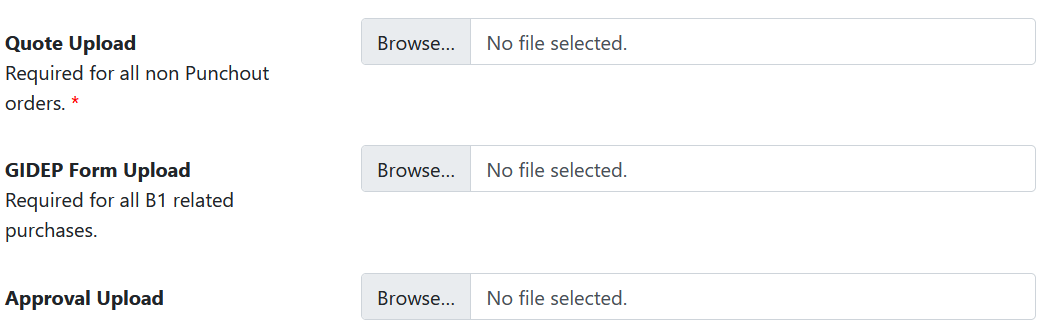 Quote Upload
Browse... No file selected.
Required for all non Punchout
orders. *
GIDEP Form Upload
Browse... No file selected.
Required for all B1 related
purchases.
Approval Upload
Browse... No file selected.